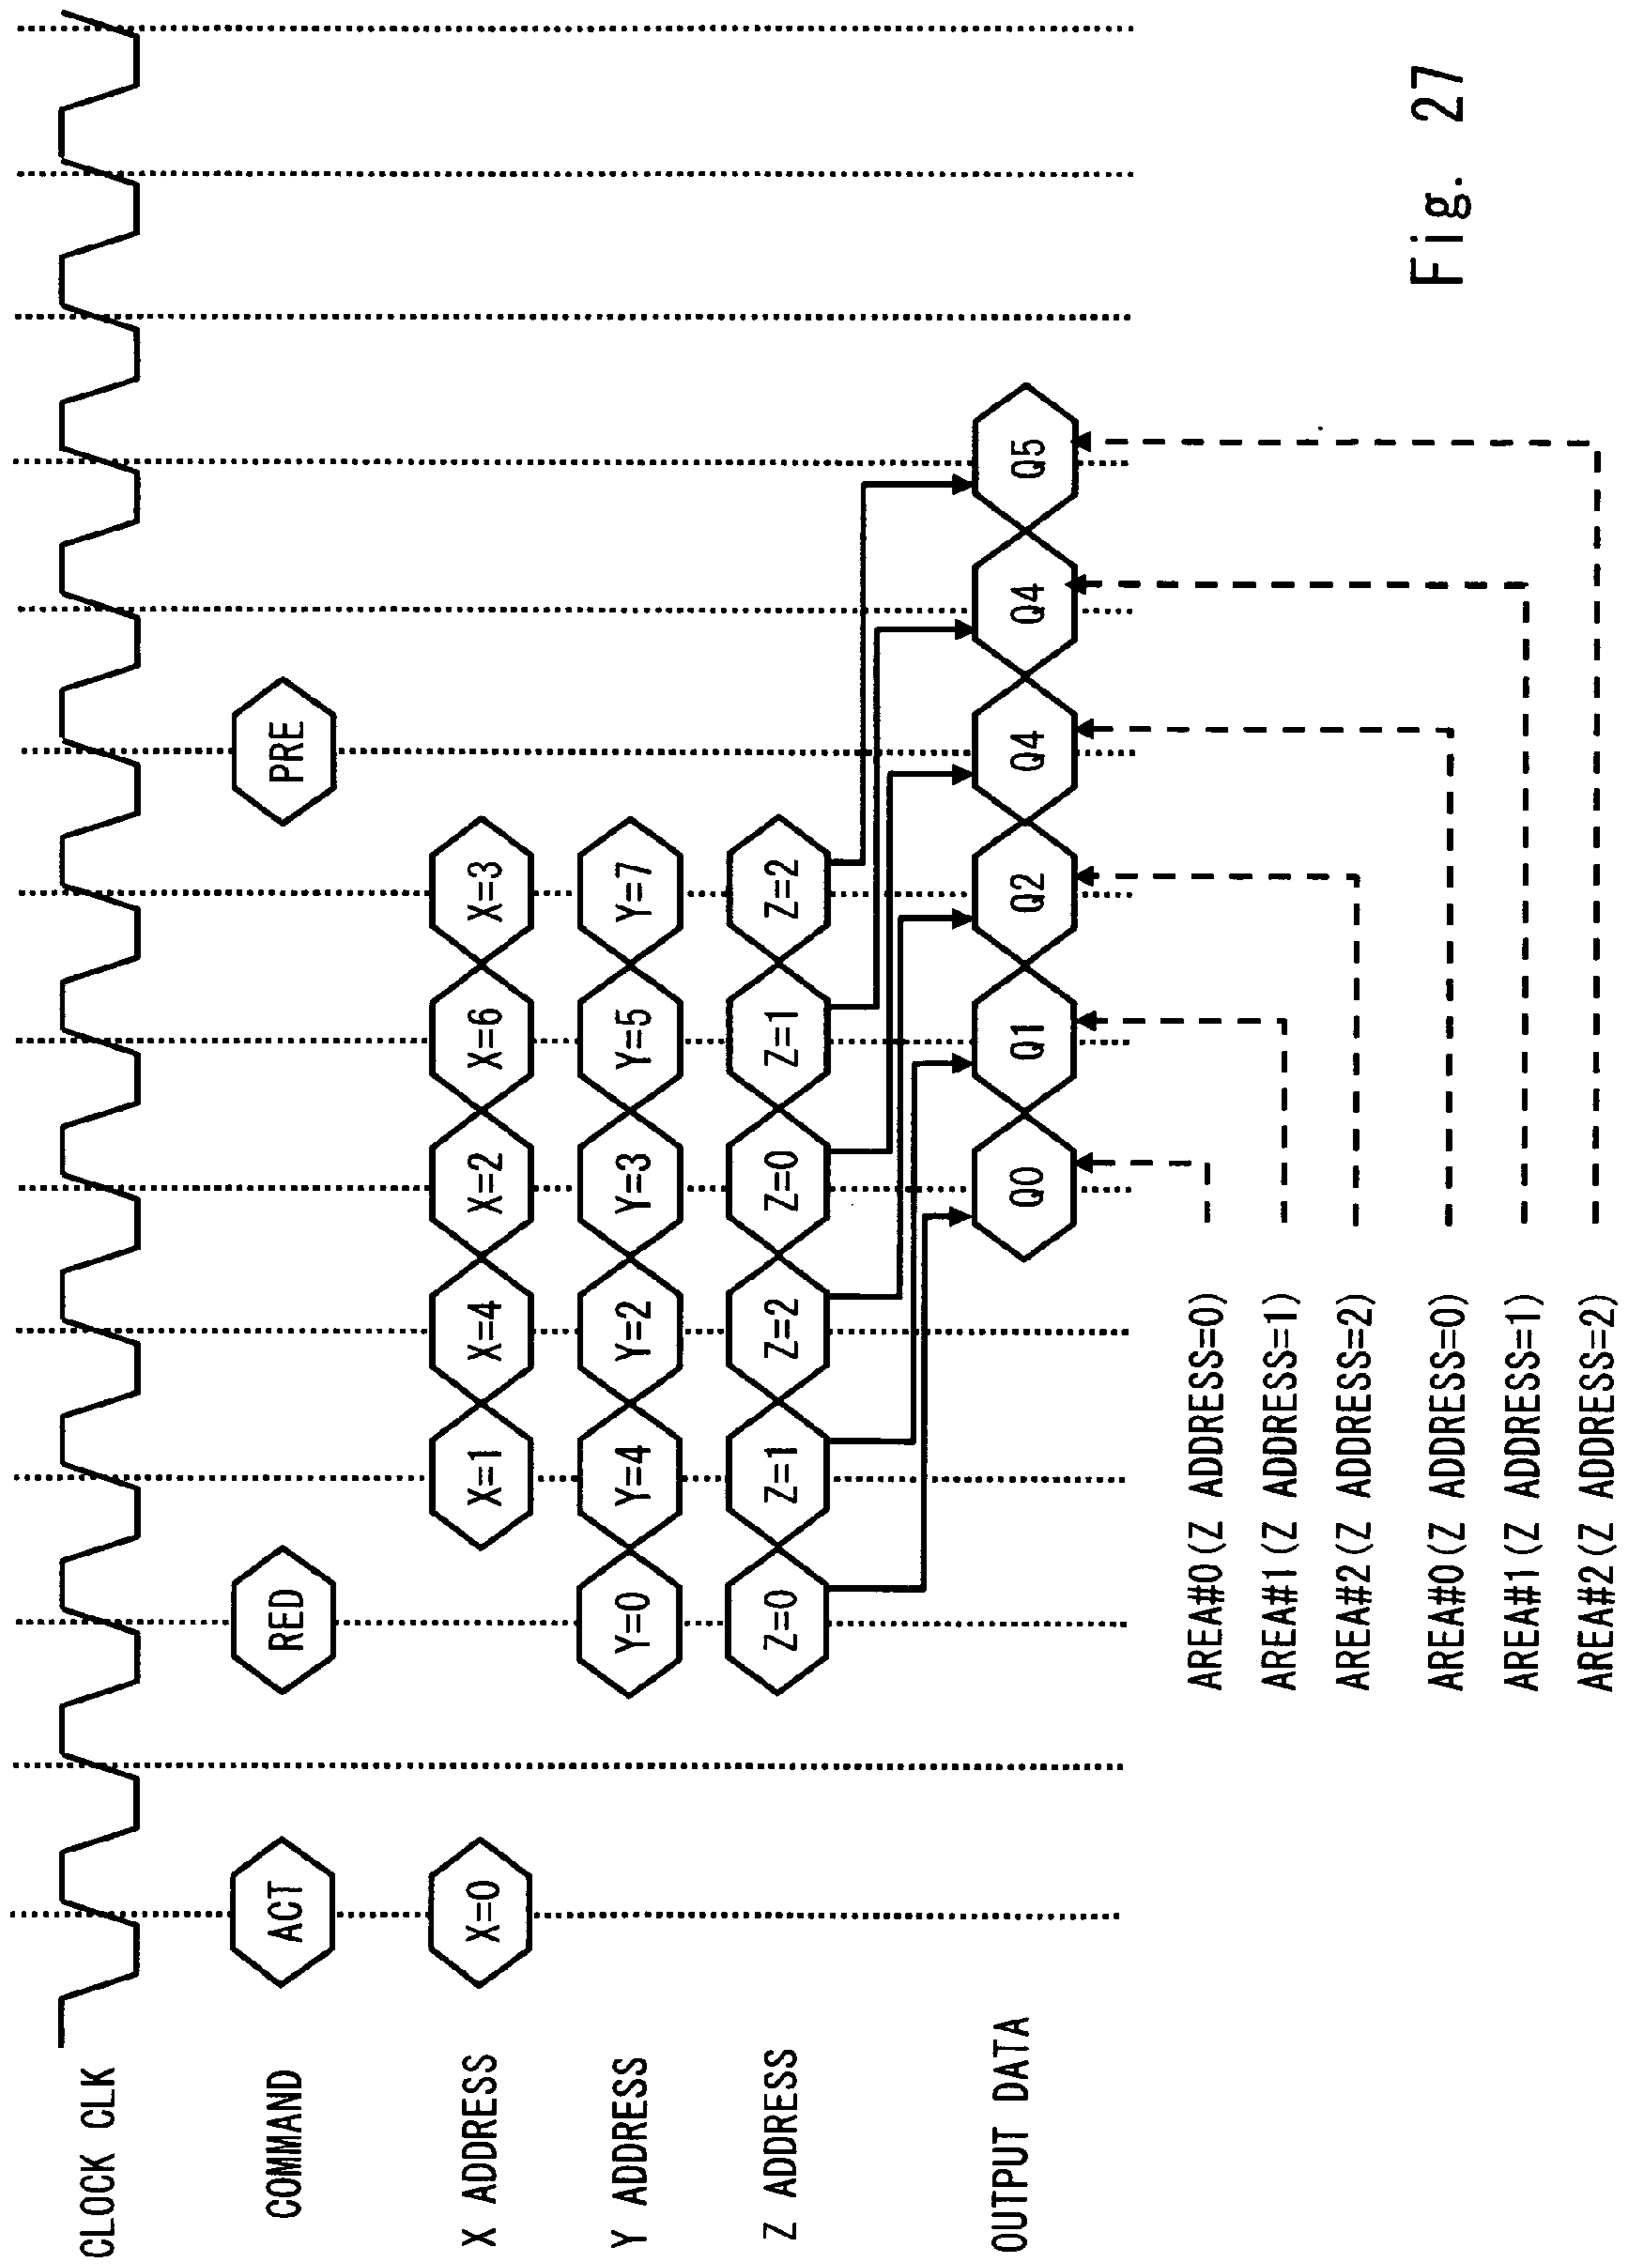 CLOCK CLK
COMMAND ACT RED PRE
X ADDRESS X=0 X=1 X=4 X=2 X=6 X=3
Y ADDRESS Y=0 Y=4 Y=2 Y=3 Y=5 Y=7
Z ADDRESS Z=0 Z=1 Z=2 Z=0 Z=1 Z=2
OUTPUT DATA Q0 Q1 Q2 Q4 Q4 Q5
AREA#0(Z ADDRESS=0)
AREA#1(Z ADDRESS=1)
AREA#2(Z ADDRESS=2)
AREA#0(Z ADDRESS=0)
AREA#1(Z ADDRESS=1)
AREA#2(Z ADDRESS=2)
Fig. 27